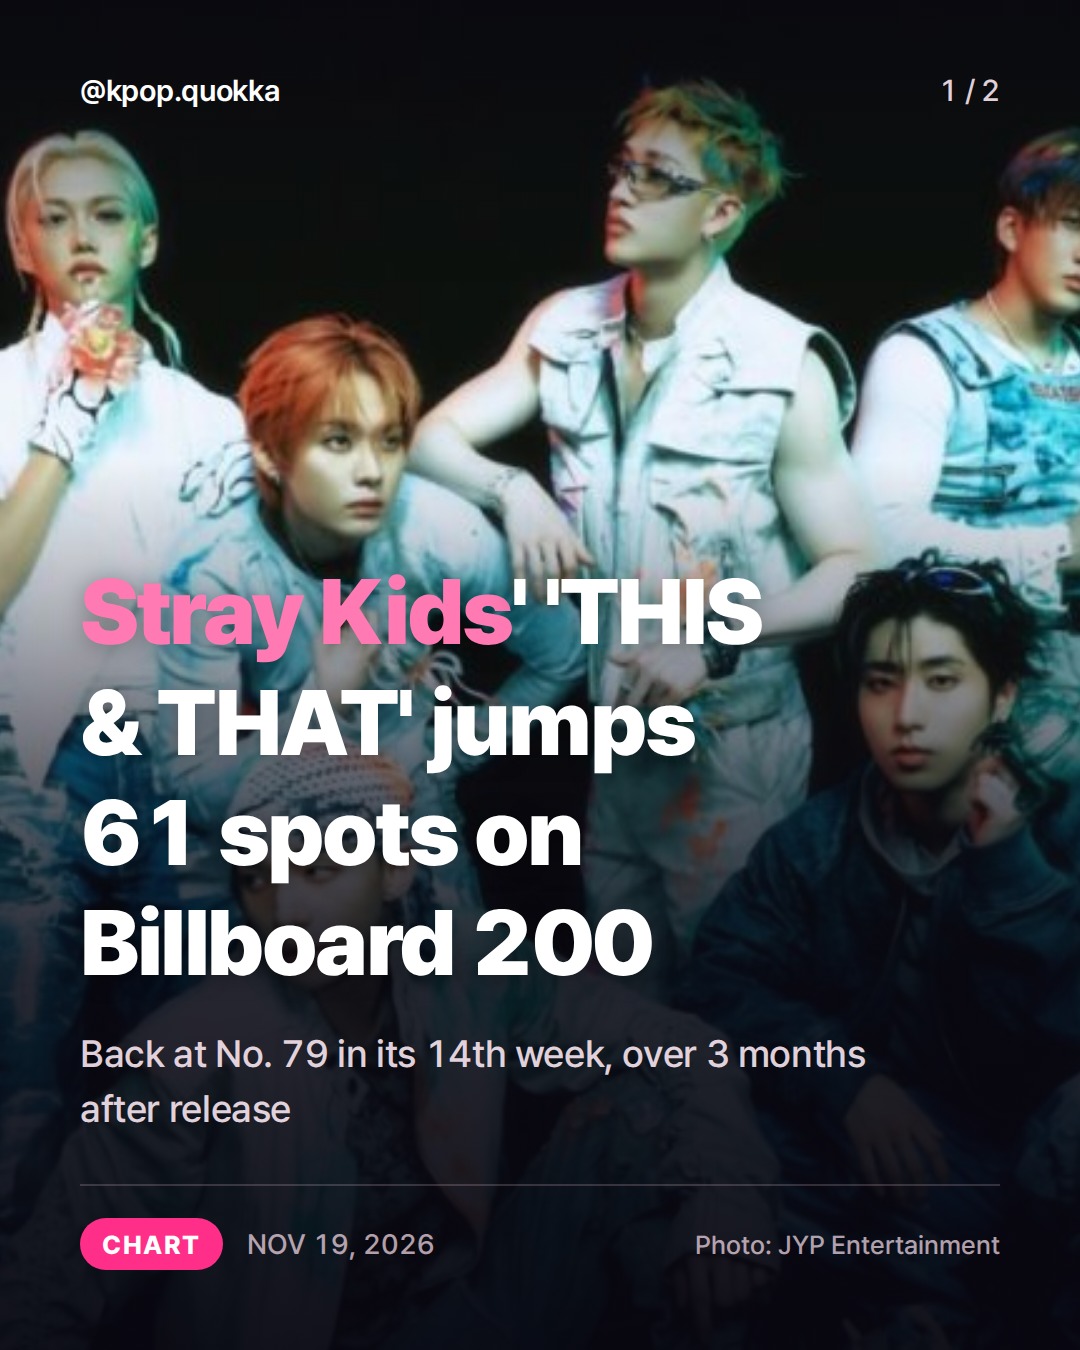 @kpop.quokka
1 / 2
Stray Kids' 'THIS
& THAT' jumps
61 spots on
Billboard 200
Back at No. 79 in its 14th week, over 3 months
after release
CHART
NOV 19, 2026
Photo: JYP Entertainment